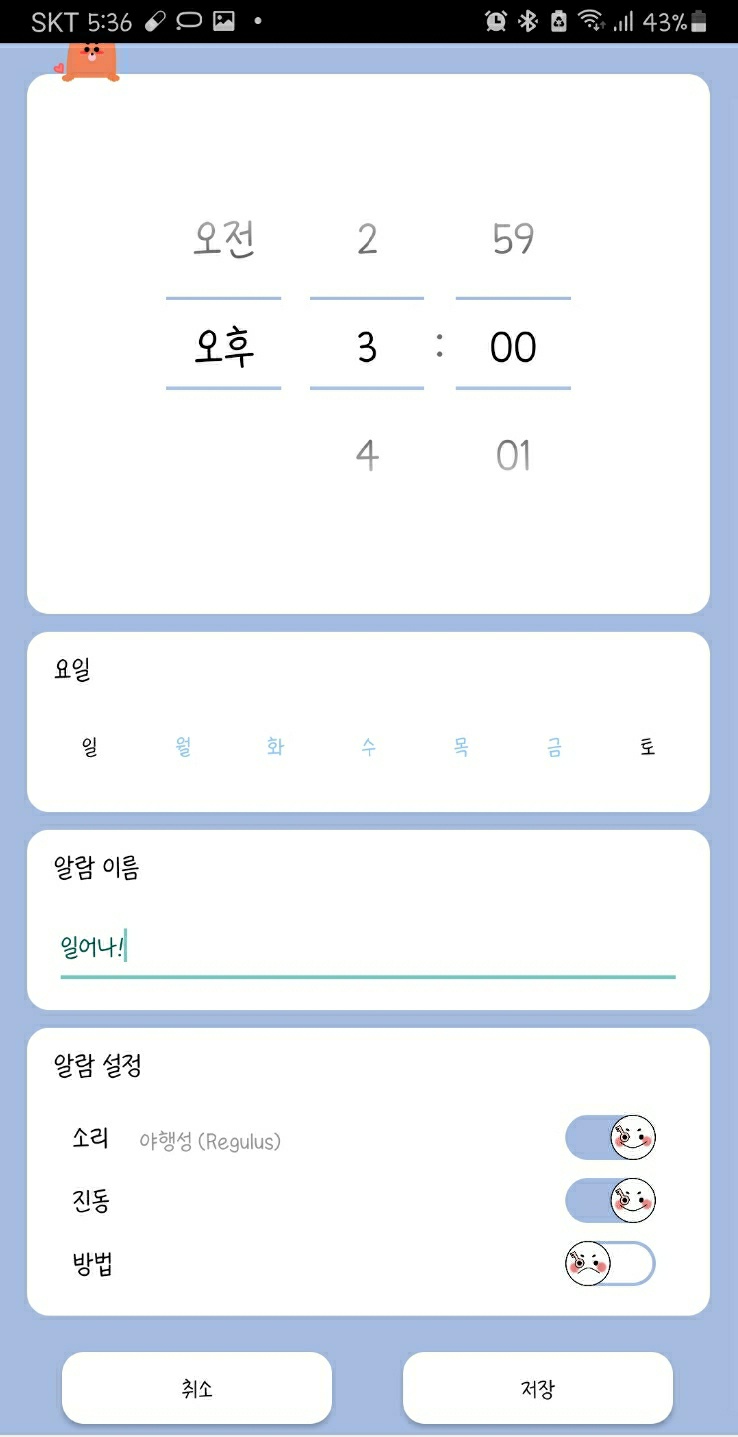 SKT 5:36 43%
오전 2 59
오후 3 : 00
4 01
요일
일 월 화 수 목 금 토
알람 이름
일어나!
알람 설정
소리 야행성 (Regulus)
진동
방법
취소 저장